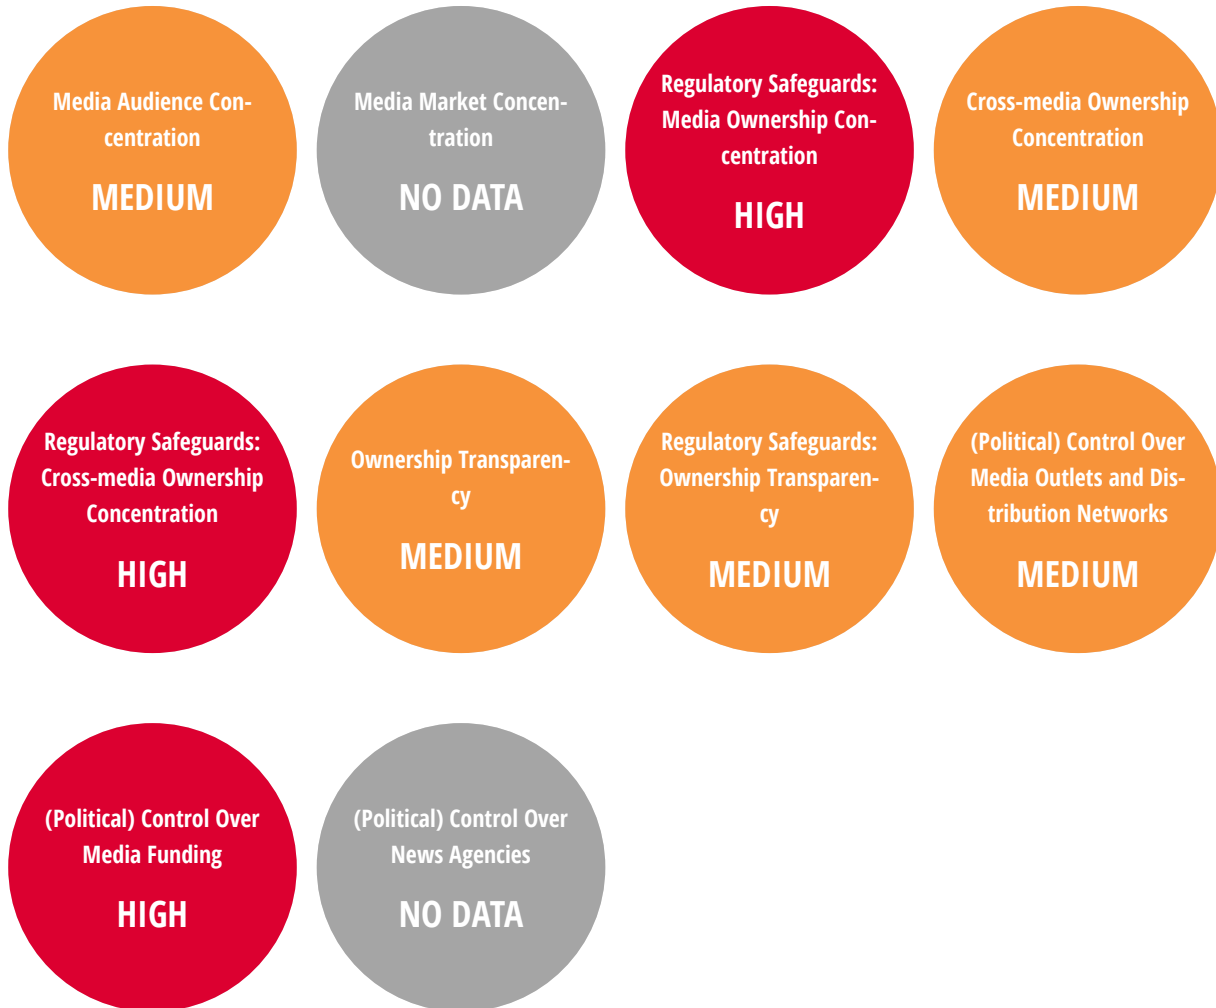 Media Audience Con-
centration
MEDIUM
Media Market Concen-
tration
NO DATA
Regulatory Safeguards:
Media Ownership Con-
centration
HIGH
Cross-media Ownership
Concentration
MEDIUM
Regulatory Safeguards:
Cross-media Ownership
Concentration
HIGH
Ownership Transparen-
cy
MEDIUM
Regulatory Safeguards:
Ownership Transparen-
cy
MEDIUM
(Political) Control Over
Media Outlets and Dis-
tribution Networks
MEDIUM
(Political) Control Over
Media Funding
HIGH
(Political) Control Over
News Agencies
NO DATA